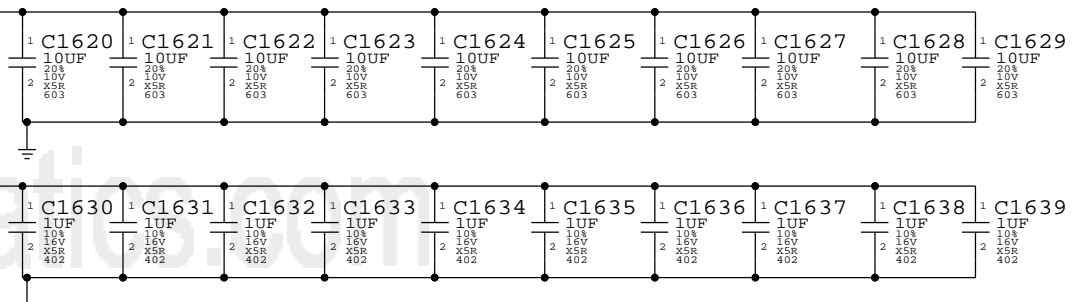 1 C1620 1 C1621 1 C1622 1 C1623 1 C1624 1 C1625 1 C1626 1 C1627 1 C1628 1 C1629
10UF 10UF 10UF 10UF 10UF 10UF 10UF 10UF 10UF 10UF
20% 20% 20% 20% 20% 20% 20% 20% 20% 20%
10V 10V 10V 10V 10V 10V 10V 10V 10V 10V
2 X5R 2 X5R 2 X5R 2 X5R 2 X5R 2 X5R 2 X5R 2 X5R 2 X5R 2 X5R
603 603 603 603 603 603 603 603 603 603
atics.com
1 C1630 1 C1631 1 C1632 1 C1633 1 C1634 1 C1635 1 C1636 1 C1637 1 C1638 1 C1639
1UF 1UF 1UF 1UF 1UF 1UF 1UF 1UF 1UF 1UF
10% 10% 10% 10% 10% 10% 10% 10% 10% 10%
16V 16V 16V 16V 16V 16V 16V 16V 16V 16V
2 X5R 2 X5R 2 X5R 2 X5R 2 X5R 2 X5R 2 X5R 2 X5R 2 X5R 2 X5R
402 402 402 402 402 402 402 402 402 402